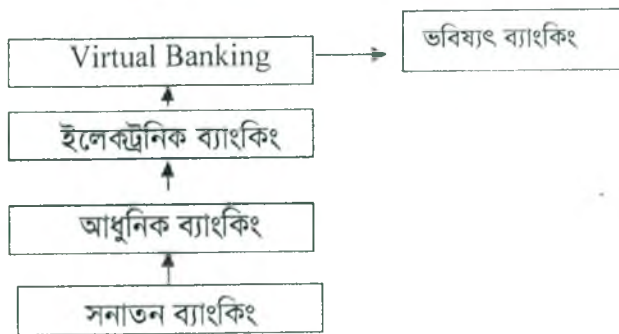 Virtual Banking
ভবিষ্যৎ ব্যাংকিং
ইলেকট্রনিক ব্যাংকিং
আধুনিক ব্যাংকিং
সনাতন ব্যাংকিং